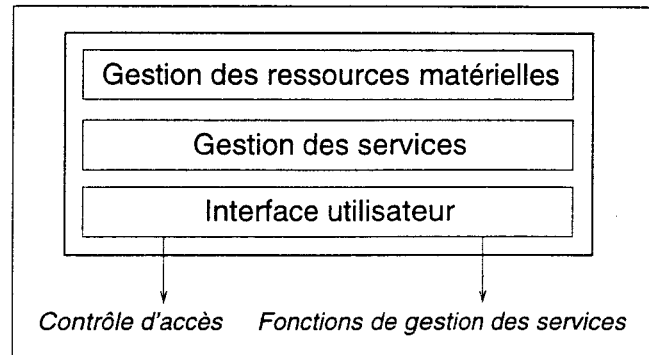 Gestion des ressources matérielles
Gestion des services
Interface utilisateur
Contrôle d'accès Fonctions de gestion des services